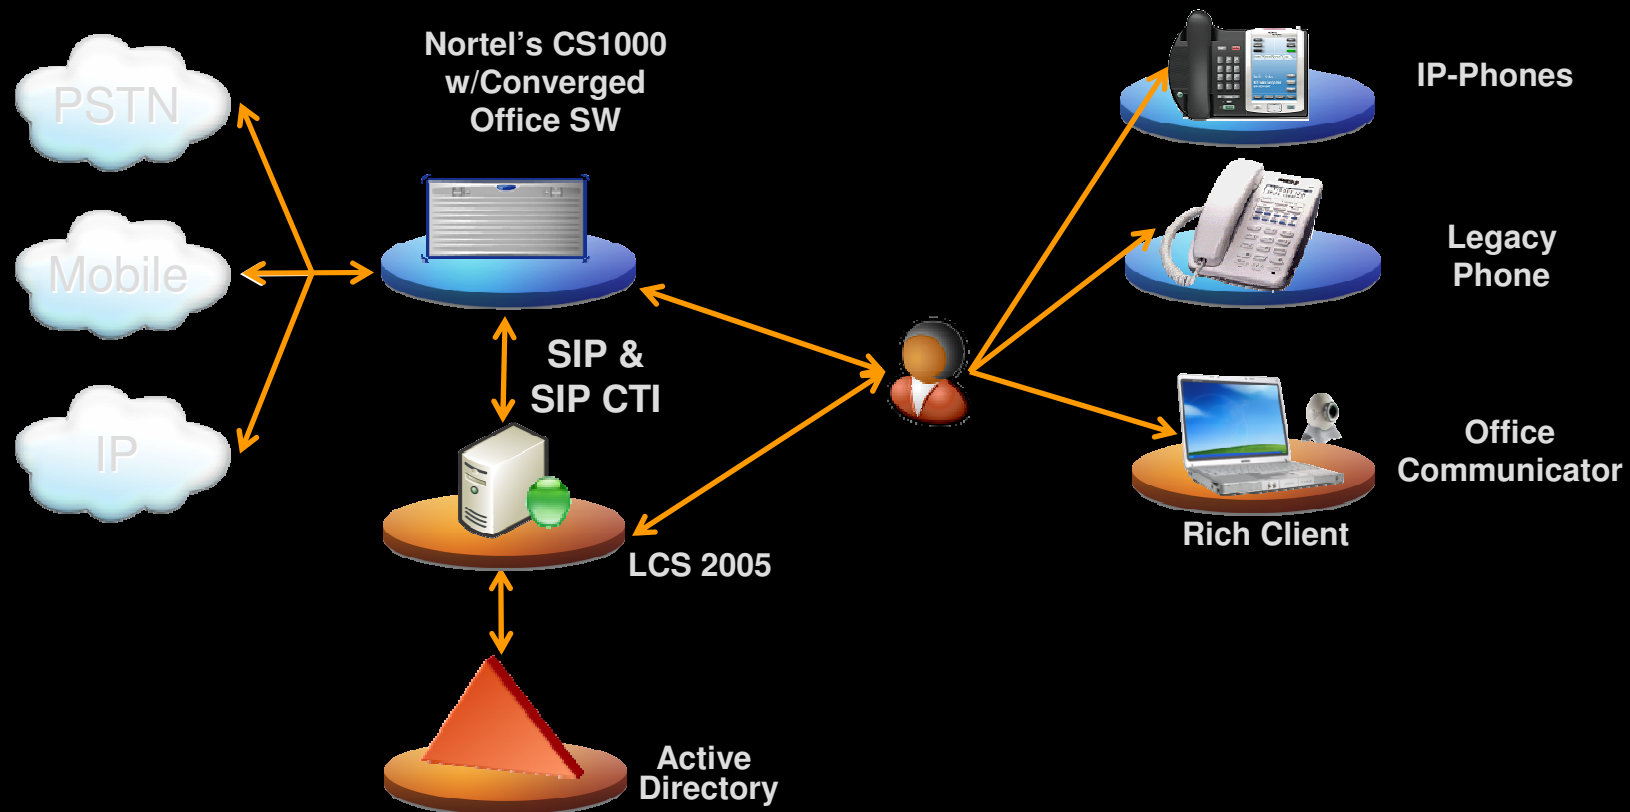 PSTN
Mobile
IP
Nortel's CS1000
w/Converged
Office SW
SIP &
SIP CTI
LCS 2005
Active
Directory
IP-Phones
Legacy
Phone
Office
Communicator
Rich Client